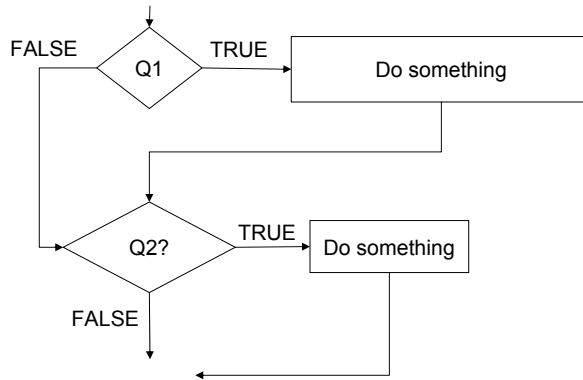 FALSE
Q1
TRUE
Do something
Q2?
TRUE
Do something
FALSE